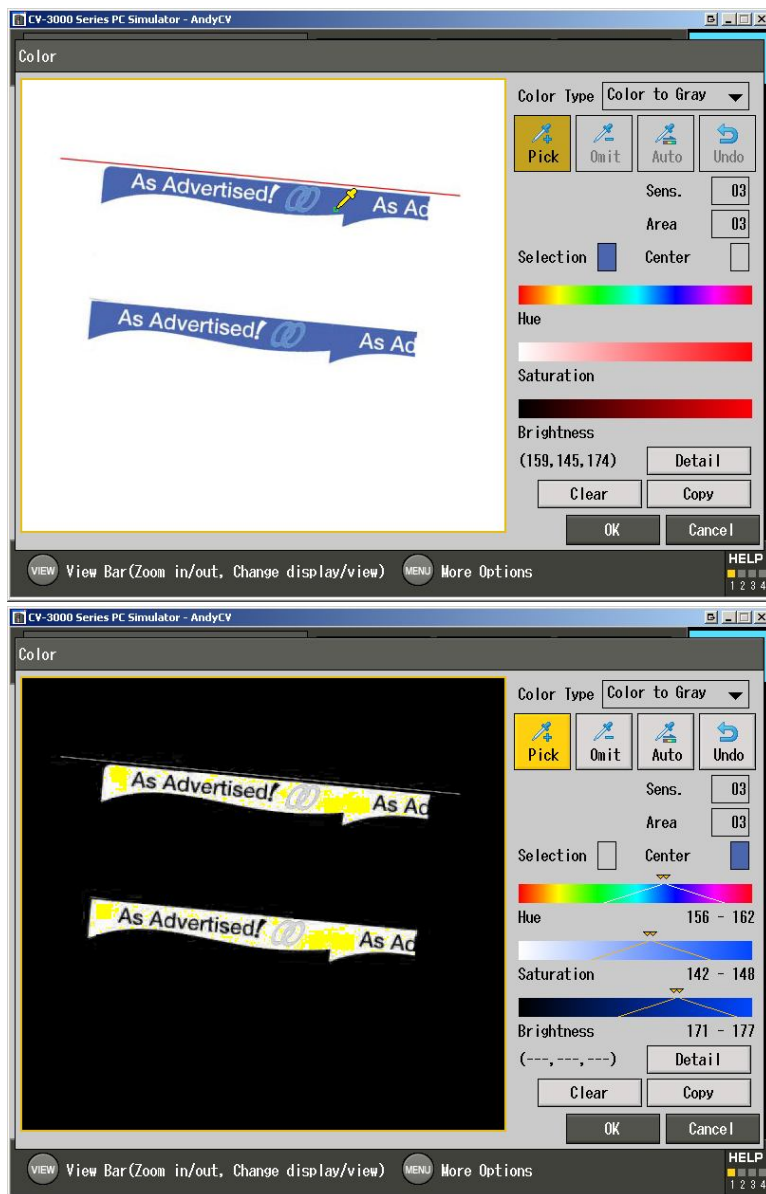 CV-3000 Series PC Simulator - AndyCV
Color
Color Type Color to Gray
Pick Omit Auto Undo
Sens. 03
Area 03
Selection Center
Hue
Saturation
Brightness
(159,145,174) Detail
Clear Copy
OK Cancel
As Advertised! As Ad
As Advertised! As Ad
VIEW View Bar(Zoom in/out, Change display/view) MENU More Options
HELP
1 2 3 4
CV-3000 Series PC Simulator - AndyCV
Color
Color Type Color to Gray
Pick Omit Auto Undo
Sens. 03
Area 03
Selection Center
Hue 156 - 162
Saturation 142 - 148
Brightness 171 - 177
(---,---,---) Detail
Clear Copy
OK Cancel
As Advertised! As Ad
As Advertised! As Ad
VIEW View Bar(Zoom in/out, Change display/view) MENU More Options
HELP
1 2 3 4